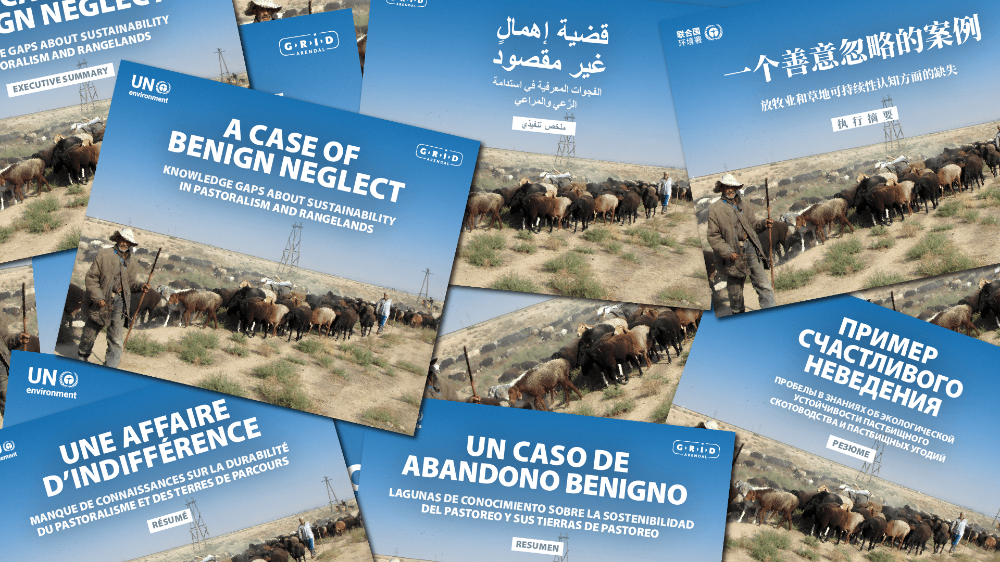 GN NEGLECT
E GAPS ABOUT SUSTAINABILITY
ORALISM AND RANGELANDS
EXECUTIVE SUMMARY
G·R·I·D
ARENDAL
ARENDAL
قضية إهمالٍ
غير مقصود
الفجوات المعرفية في استدامة
الرَّعي والمراعي
ملخص تنفيذي
联合国
环境署
一个善意忽略的案例
放牧业和草地可持续性认知方面的缺失
执行摘要
UN
environment
G·R·I·D
ARENDAL
A CASE OF
BENIGN NEGLECT
KNOWLEDGE GAPS ABOUT SUSTAINABILITY
IN PASTORALISM AND RANGELANDS
ПРИМЕР
СЧАСТЛИВОГО
НЕВЕДЕНИЯ
ПРОБЕЛЫ В ЗНАНИЯХ ОБ ЭКОЛОГИЧЕСКОЙ
УСТОЙЧИВОСТИ ПАСТБИЩНОГО
СКОТОВОДСТВА И ПАСТБИЩНЫХ УГОДИЙ
РЕЗЮМЕ
UN
environment
UNE AFFAIRE
D'INDIFFÉRENCE
MANQUE DE CONNAISSANCES SUR LA DURABILITÉ
DU PASTORALISME ET DES TERRES DE PARCOURS
RÉSUMÉ
G·R·I·D
ARENDAL
UN CASO DE
ABANDONO BENIGNO
LAGUNAS DE CONOCIMIENTO SOBRE LA SOSTENIBILIDAD
DEL PASTOREO Y SUS TIERRAS DE PASTOREO
RESUMEN